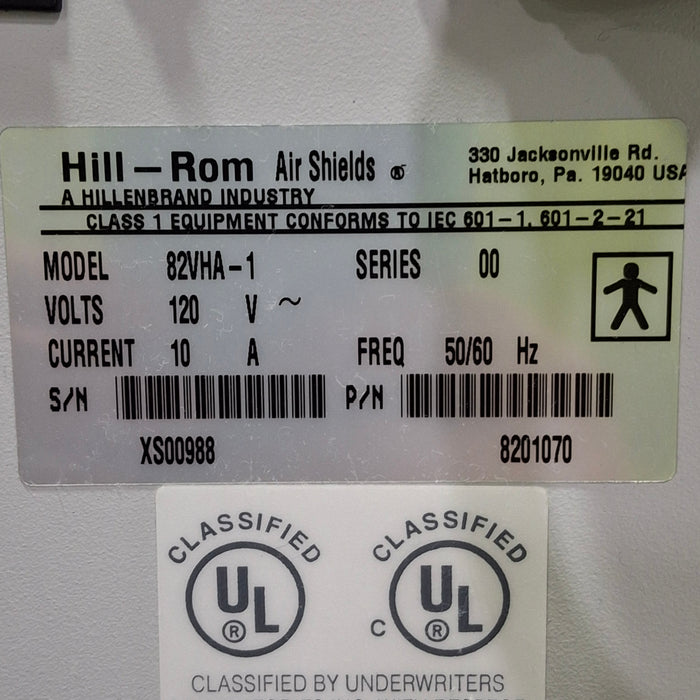 Hill-Rom Air Shields ®
330 Jacksonville Rd.
Hatboro, Pa. 19040 USA
A HILLENBRAND INDUSTRY
CLASS 1 EQUIPMENT CONFORMS TO IEC 601-1, 601-2-21
MODEL 82VHA-1 SERIES 00
VOLTS 120 V ~
CURRENT 10 A FREQ 50/60 Hz
S/N P/N
XS00988 8201070
CLASSIFIED CLASSIFIED
UL® C UL®
CLASSIFIED BY UNDERWRITERS